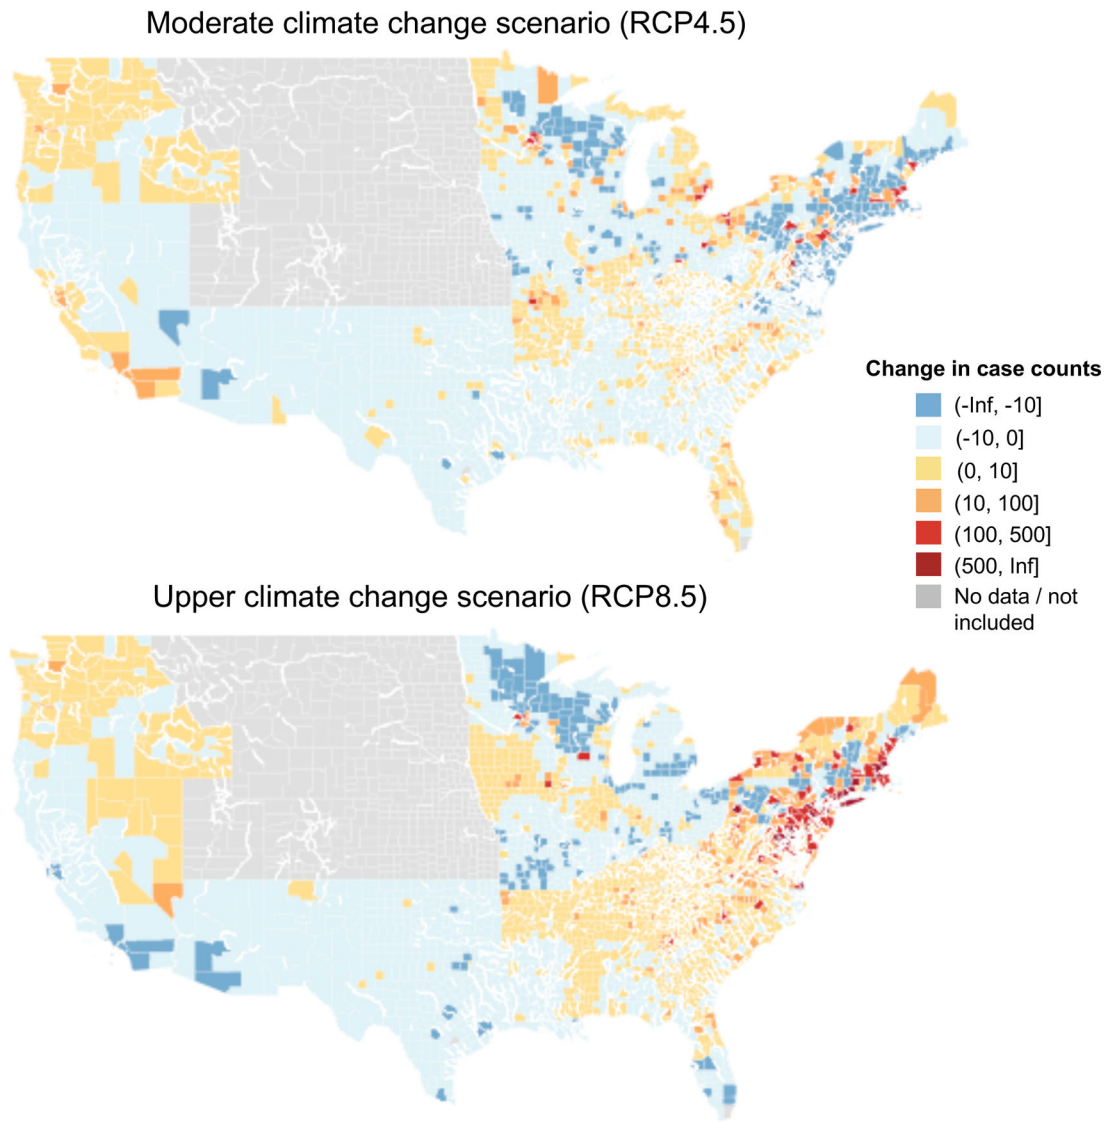 Moderate climate change scenario (RCP4.5)
Change in case counts
(-Inf, -10]
(-10, 0]
(0, 10]
(10, 100]
(100, 500]
(500, Inf]
No data / not
included
Upper climate change scenario (RCP8.5)